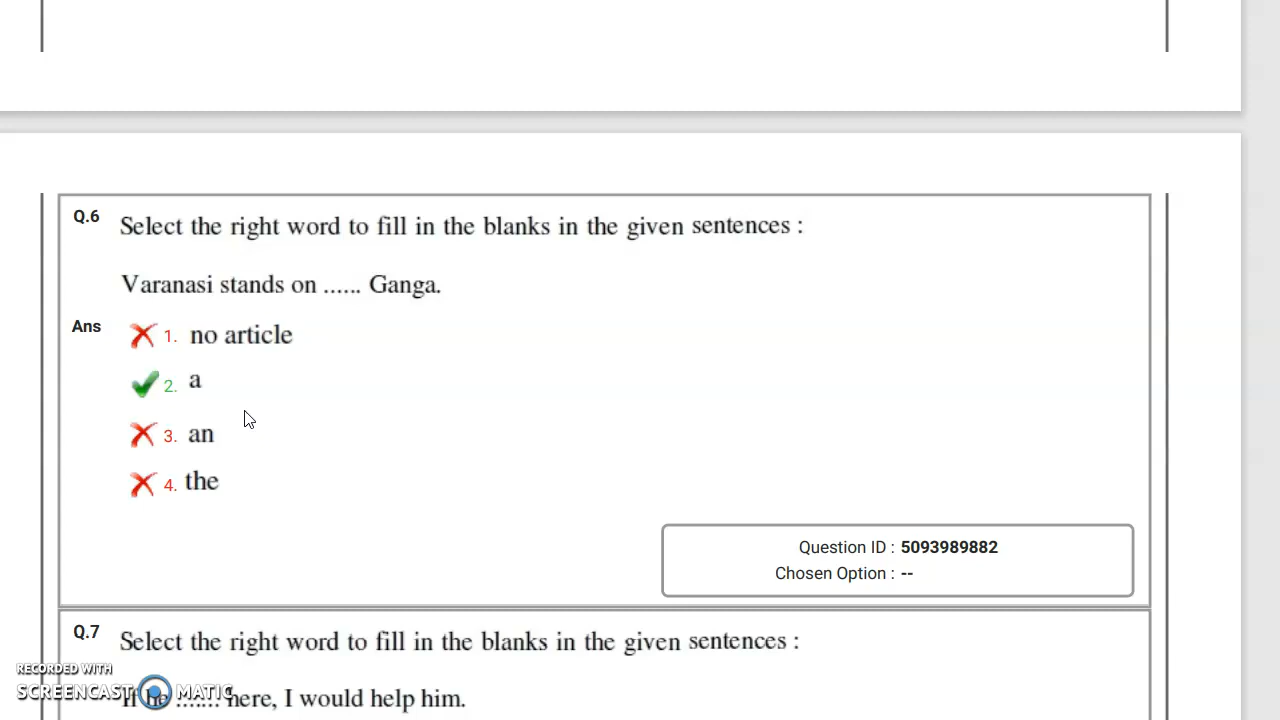 Q.6 Select the right word to fill in the blanks in the given sentences :
Varanasi stands on ...... Ganga.
Ans
1. no article
2. a
3. an
4. the
Question ID : 5093989882
Chosen Option : --
Q.7 Select the right word to fill in the blanks in the given sentences :
If he ....... here, I would help him.
RECORDED WITH
SCREENCAST MATIC